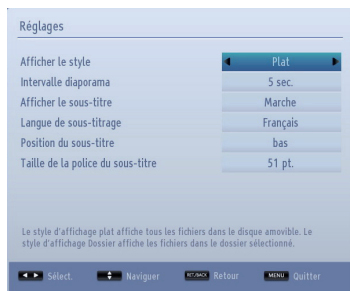 Réglages
Afficher le style Plat
Intervalle diaporama 5 sec.
Afficher le sous-titre Marche
Langue de sous-titrage Français
Position du sous-titre bas
Taille de la police du sous-titre 51 pt.
Le style d'affichage plat affiche tous les fichiers dans le disque amovible. Le
style d'affichage Dossier affiche les fichiers dans le dossier sélectionné.
Sélect. Naviguer RET./BACK Retour MENU Quitter